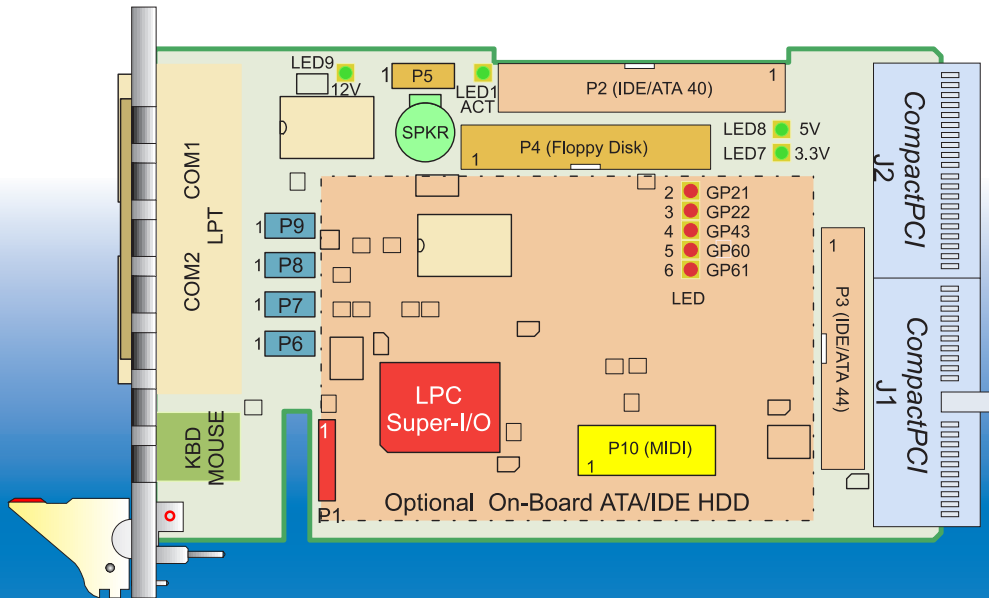 LED9
12V
1 P5
LED1
ACT
P2 (IDE/ATA 40) 1
SPKR
P4 (Floppy Disk)
1
LED8 5V
LED7 3.3V
CompactPCI
J2
COM1
LPT
COM2
1 P9
1 P8
1 P7
1 P6
2 GP21
3 GP22
4 GP43
5 GP60
6 GP61
LED
1
P3 (IDE/ATA 44)
CompactPCI
J1
LPC
Super-I/O
KBD
MOUSE
1
P1
P10 (MIDI)
1
Optional On-Board ATA/IDE HDD